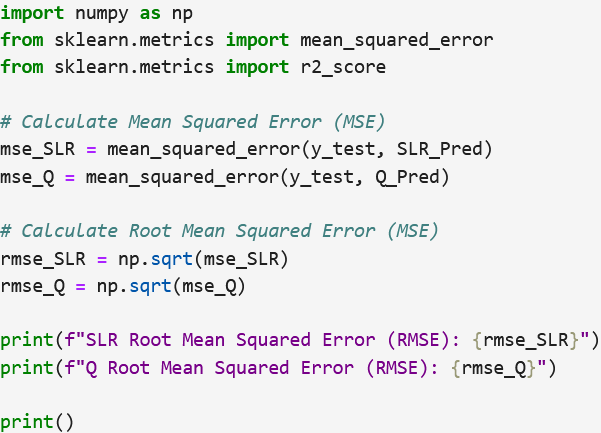 import numpy as np
from sklearn.metrics import mean_squared_error
from sklearn.metrics import r2_score
# Calculate Mean Squared Error (MSE)
mse_SLR = mean_squared_error(y_test, SLR_Pred)
mse_Q = mean_squared_error(y_test, Q_Pred)
# Calculate Root Mean Squared Error (MSE)
rmse_SLR = np.sqrt(mse_SLR)
rmse_Q = np.sqrt(mse_Q)
print(f"SLR Root Mean Squared Error (RMSE): {rmse_SLR}")
print(f"Q Root Mean Squared Error (RMSE): {rmse_Q}")
print()